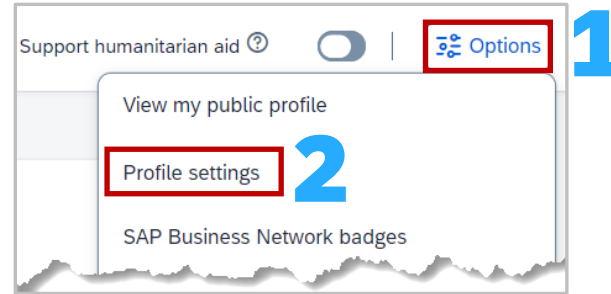 Support humanitarian aid ? Options 1
View my public profile
Profile settings 2
SAP Business Network badges